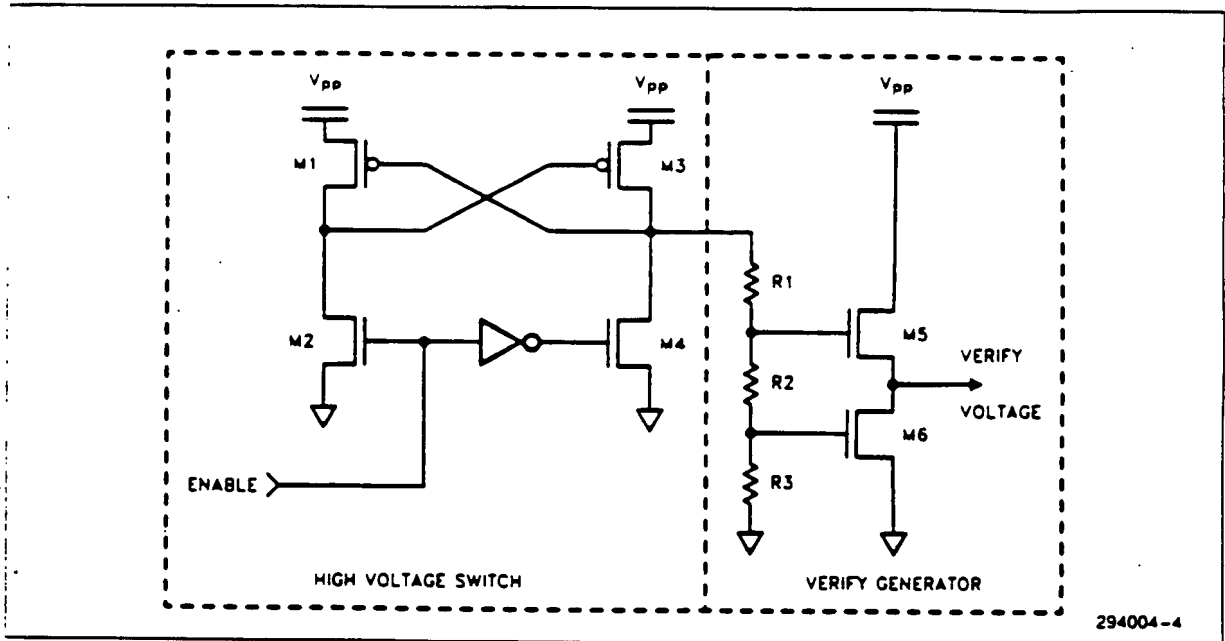 Vpp
Vpp
Vpp
M1
M3
R1
M2
M4
M5
R2
VERIFY
VOLTAGE
M6
ENABLE
R3
HIGH VOLTAGE SWITCH
VERIFY GENERATOR
294004-4